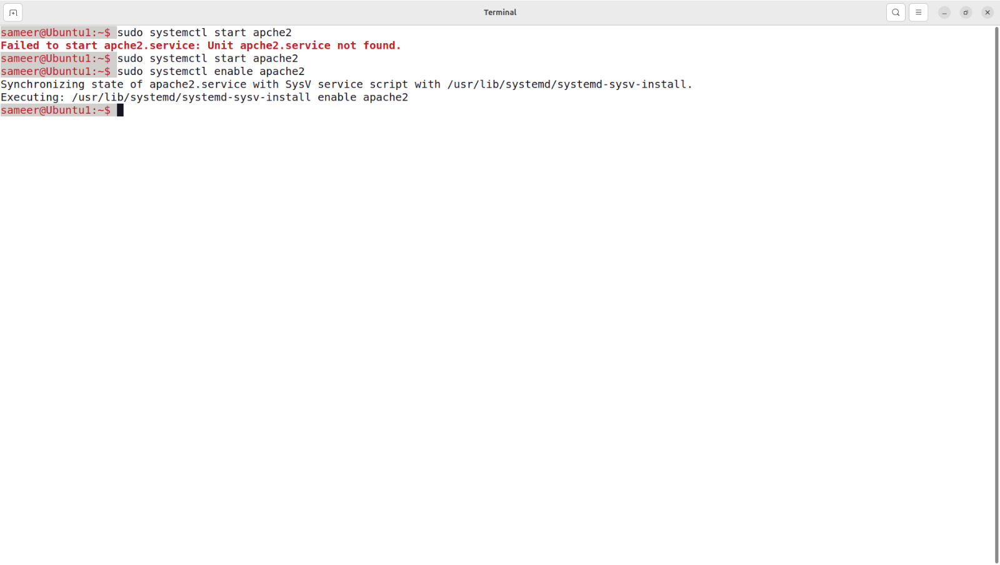 Terminal
sameer@Ubuntu1:~$ sudo systemctl start apche2
Failed to start apche2.service: Unit apche2.service not found.
sameer@Ubuntu1:~$ sudo systemctl start apache2
sameer@Ubuntu1:~$ sudo systemctl enable apache2
Synchronizing state of apache2.service with SysV service script with /usr/lib/systemd/systemd-sysv-install.
Executing: /usr/lib/systemd/systemd-sysv-install enable apache2
sameer@Ubuntu1:~$